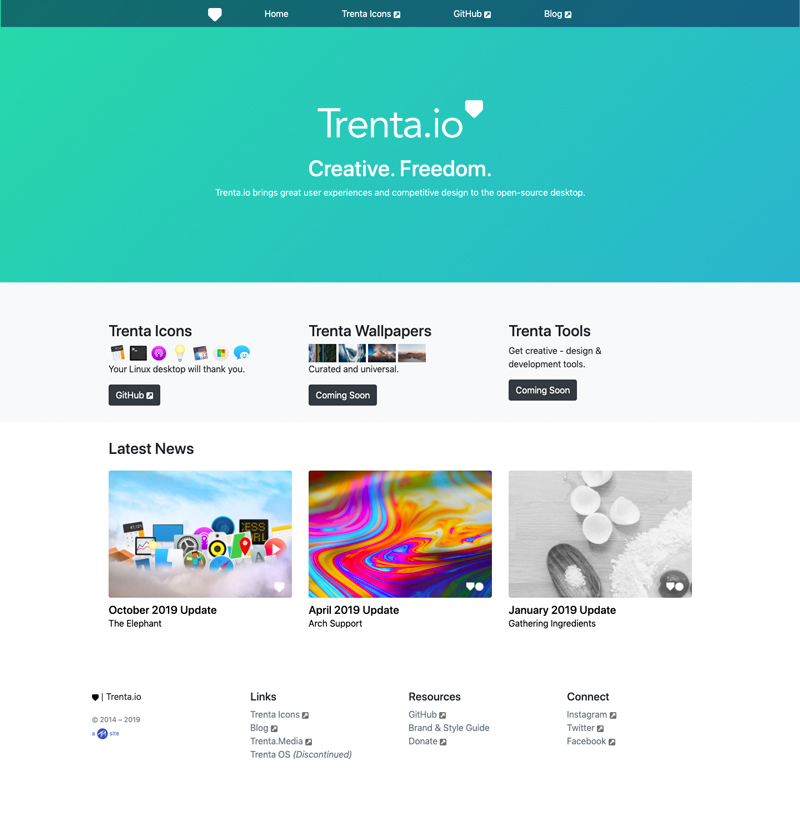 Home Trenta Icons GitHub Blog
Trenta.io
Creative. Freedom.
Trenta.io brings great user experiences and competitive design to the open-source desktop.
Trenta Icons
Your Linux desktop will thank you.
GitHub
Trenta Wallpapers
Curated and universal.
Coming Soon
Trenta Tools
Get creative - design &
development tools.
Coming Soon
Latest News
October 2019 Update
The Elephant
April 2019 Update
Arch Support
January 2019 Update
Gathering Ingredients
| Trenta.io
© 2014 – 2019
a site
Links
Trenta Icons
Blog
Trenta.Media
Trenta OS (Discontinued)
Resources
GitHub
Brand & Style Guide
Donate
Connect
Instagram
Twitter
Facebook